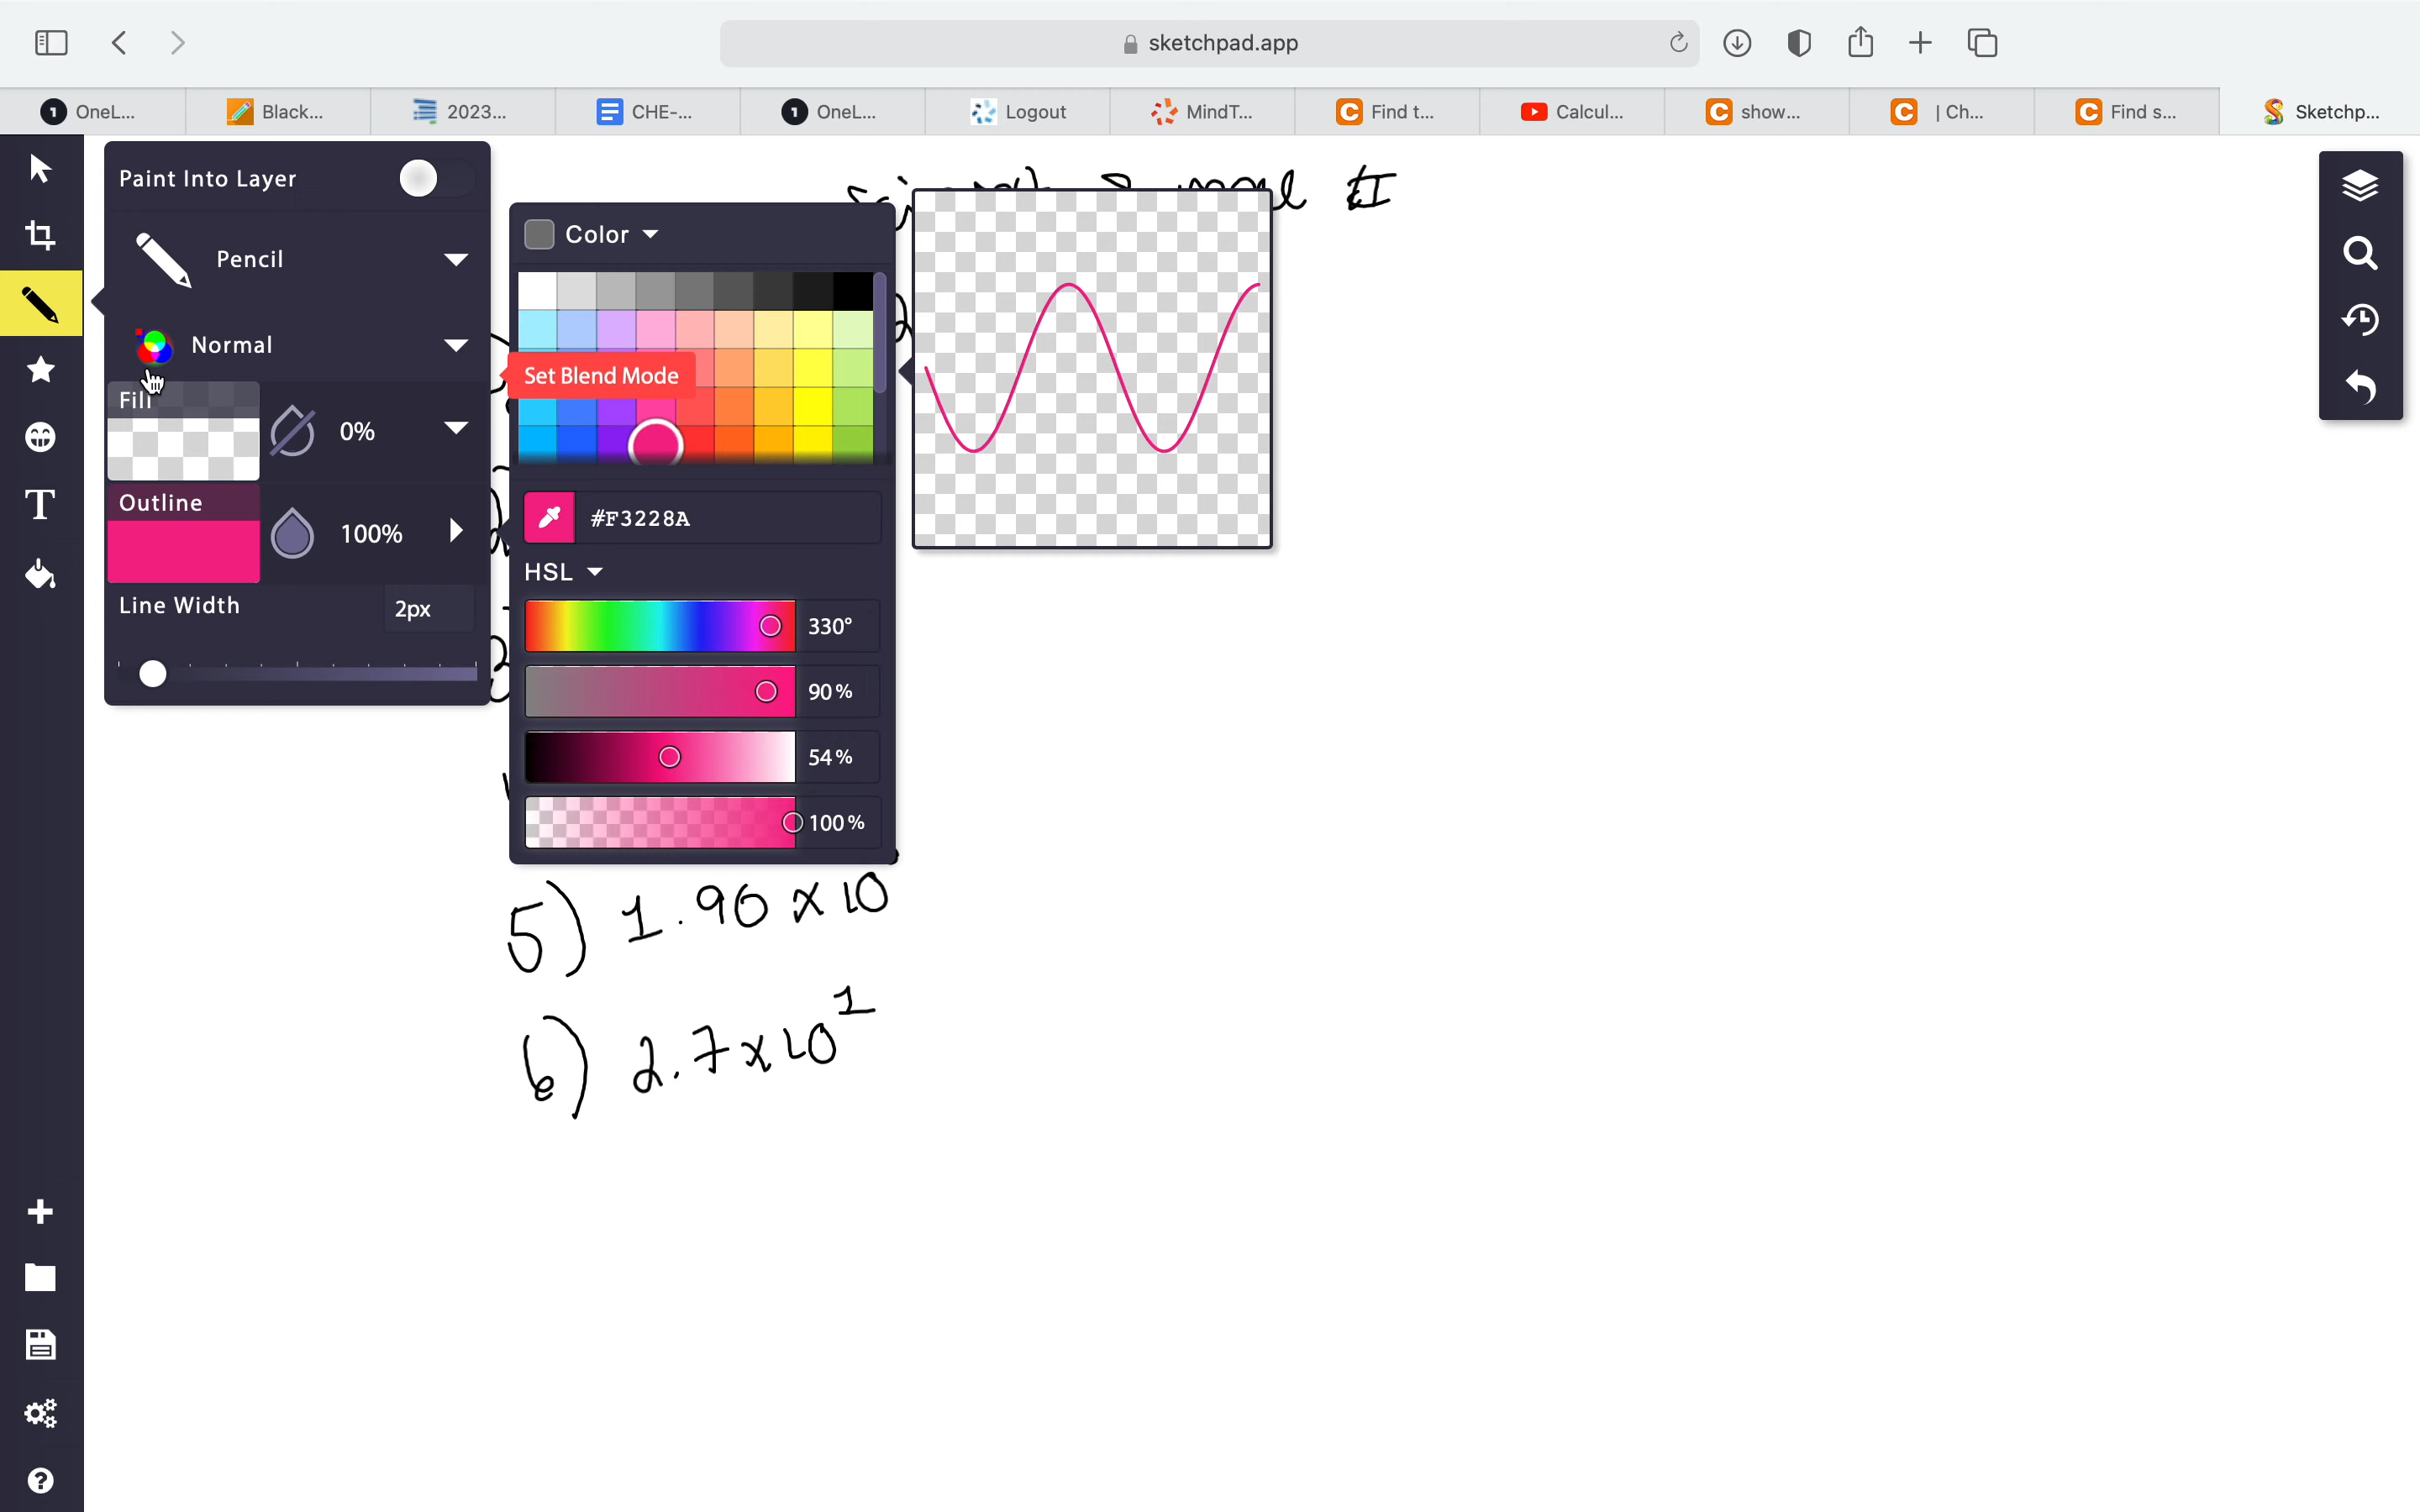 sketchpad.app
OneL... Black... 2023... CHE-... OneL... Logout MindT... Find t... Calcul... show... | Ch... Find s... Sketchp...
Paint Into Layer
Pencil
Normal
Fill 0%
Outline 100%
Line Width 2px
Color
Set Blend Mode
#F3228A
HSL
330°
90%
54%
100%
II
5) 1.96 x 10
6) 2.7 x 10¹